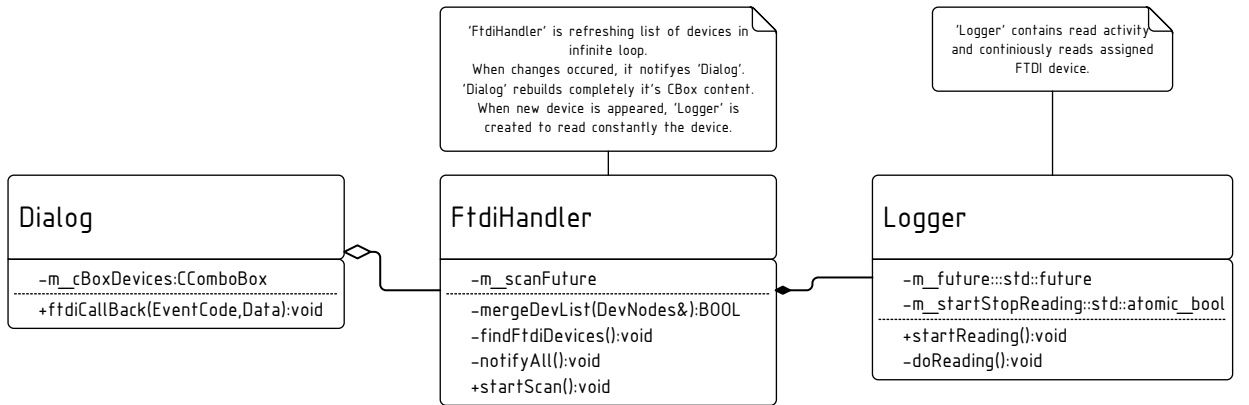 'FtdiHandler' is refreshing list of devices in
infinite loop.
When changes occured, it notifyes 'Dialog'.
'Dialog' rebuilds completely it's CBox content.
When new device is appeared, 'Logger' is
created to read constantly the device.
'Logger' contains read activity
and continiously reads assigned
FTDI device.
Dialog
-m_cBoxDevices:CComboBox
+ftdiCallBack(EventCode,Data):void
FtdiHandler
-m_scanFuture
-mergeDevList(DevNodes&):BOOL
-findFtdiDevices():void
-notifyAll():void
+startScan():void
Logger
-m_future:::std::future
-m_startStopReading::std::atomic_bool
+startReading():void
-doReading():void